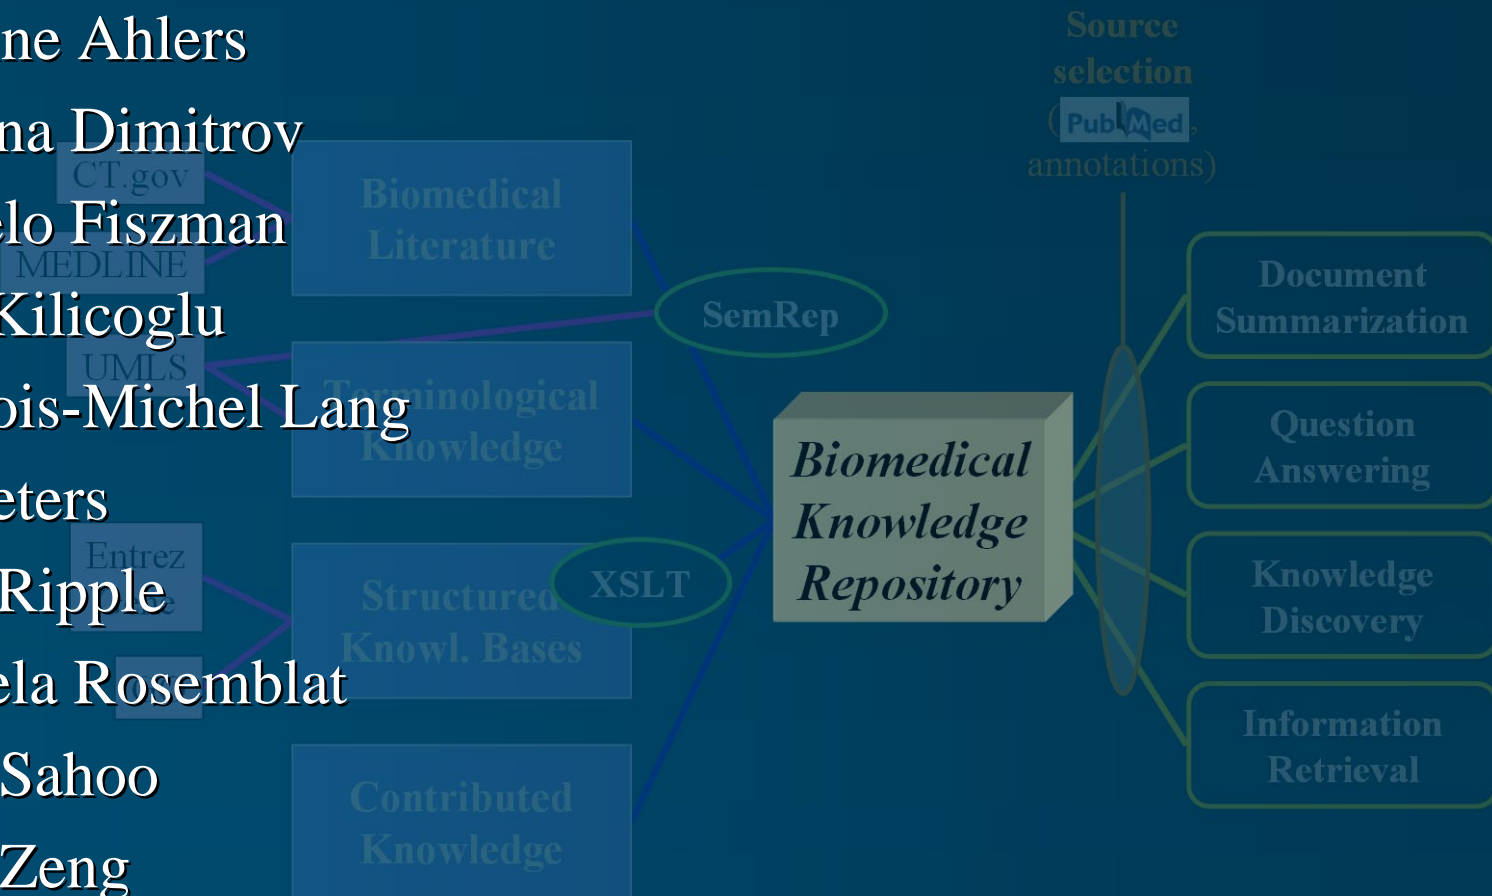 ne Ahlers
na Dimitrov
elo Fiszman
Kilicoglu
ois-Michel Lang
eters
Ripple
ela Rosemblat
Sahoo
Zeng
CT.gov
MEDLINE
UMLS
Entrez
Biomedical
Literature
Terminological
Knowledge
Structured
Knowl. Bases
Contributed
Knowledge
SemRep
XSLT
Biomedical
Knowledge
Repository
Source
selection
(PubMed,
annotations)
Document
Summarization
Question
Answering
Knowledge
Discovery
Information
Retrieval